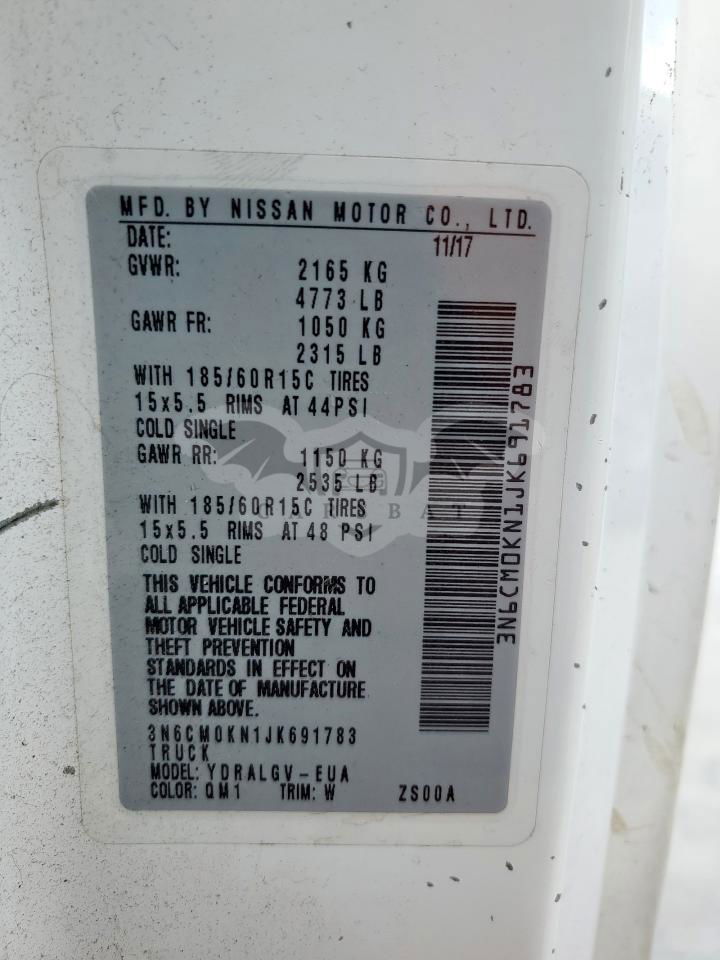 MFD. BY NISSAN MOTOR CO., LTD.
DATE: 11/17
GVWR: 2165 KG
4773 LB
GAWR FR: 1050 KG
2315 LB
WITH 185/60R15C TIRES
15x5.5 RIMS AT 44PSI
COLD SINGLE
GAWR RR: 1150 KG
2535 LB
WITH 185/60R15C TIRES
15x5.5 RIMS AT 48 PSI
COLD SINGLE
THIS VEHICLE CONFORMS TO
ALL APPLICABLE FEDERAL
MOTOR VEHICLE SAFETY AND
THEFT PREVENTION
STANDARDS IN EFFECT ON
THE DATE OF MANUFACTURE
SHOWN ABOVE.
3N6CM0KN1JK691783
TRUCK
MODEL: YDRALGV-EUA
COLOR: QM1 TRIM: W ZS00A
3N6CM0KN1JK691783